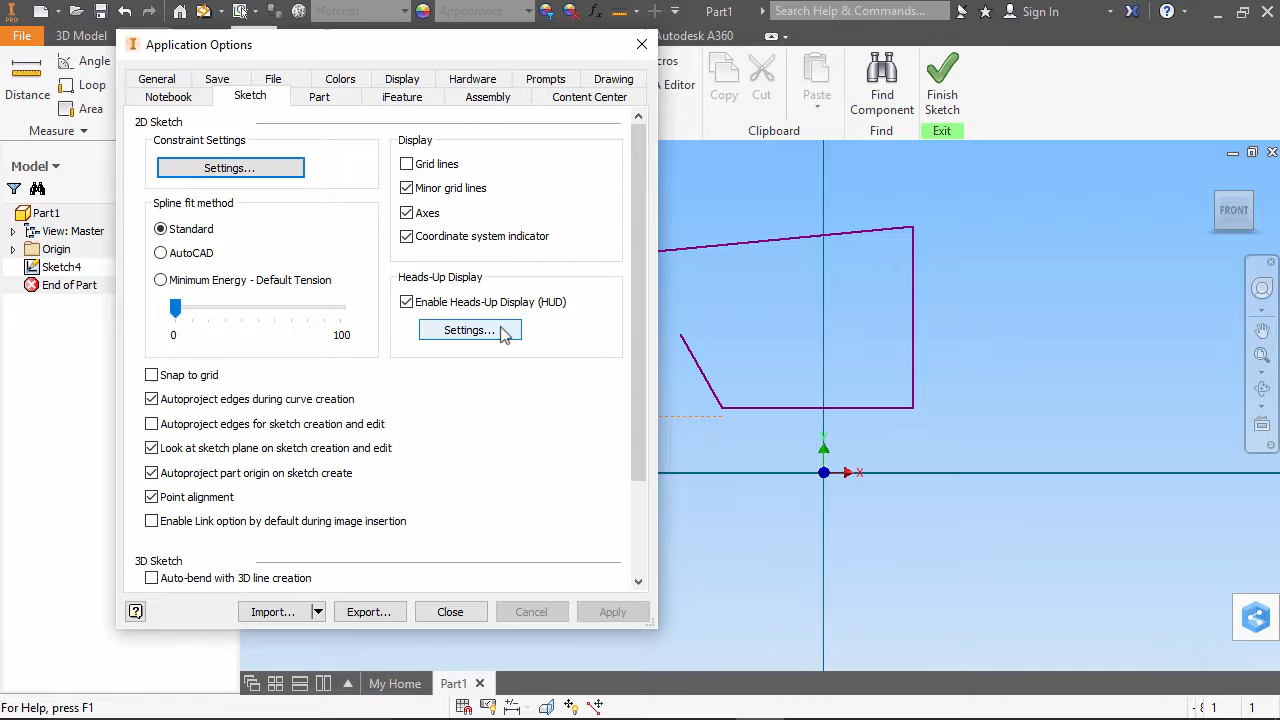 PRO
Material
Appearance
Part1
Search Help & Commands...
Sign In
File
3D Model
Autodesk A360
Application Options
Distance
Angle
Loop
Area
Measure
General
Save
File
Colors
Display
Hardware
Prompts
Drawing
Notebook
Sketch
Part
iFeature
Assembly
Content Center
Copy
Cut
Paste
Clipboard
Find
Component
Find
Finish
Sketch
Exit
Model
Part1
View: Master
Origin
Sketch4
End of Part
2D Sketch
Constraint Settings
Settings...
Spline fit method
Standard
AutoCAD
Minimum Energy - Default Tension
0
100
Display
Grid lines
Minor grid lines
Axes
Coordinate system indicator
Heads-Up Display
Enable Heads-Up Display (HUD)
Settings...
Snap to grid
Autoproject edges during curve creation
Autoproject edges for sketch creation and edit
Look at sketch plane on sketch creation and edit
Autoproject part origin on sketch create
Point alignment
Enable Link option by default during image insertion
3D Sketch
Auto-bend with 3D line creation
Import...
Export...
Close
Cancel
Apply
FRONT
Y
X
My Home
Part1
For Help, press F1
1
1